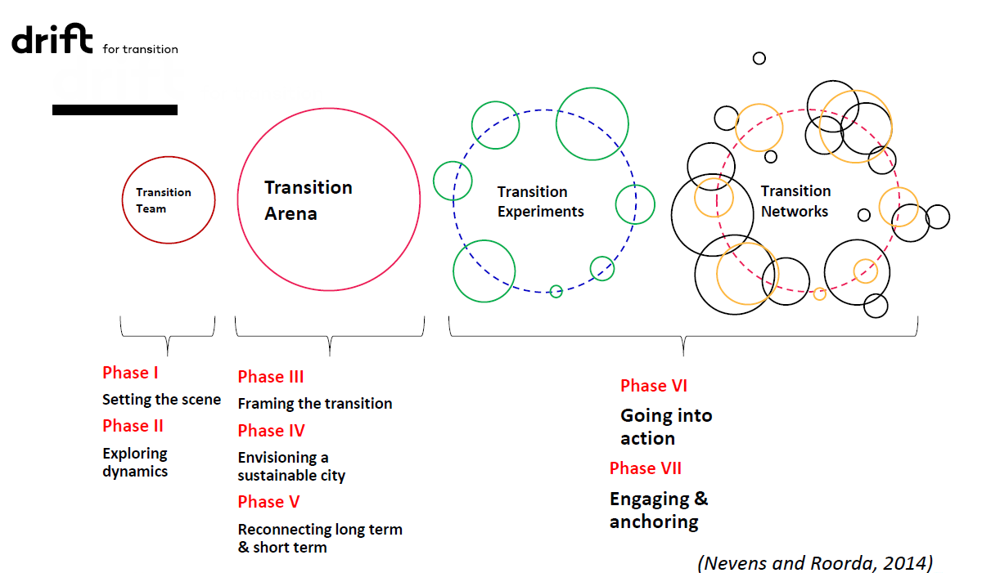 drift for transition
Transition
Team
Transition
Arena
Transition
Experiments
Transition
Networks
Phase I
Setting the scene
Phase II
Exploring
dynamics
Phase III
Framing the transition
Phase IV
Envisioning a
sustainable city
Phase V
Reconnecting long term
& short term
Phase VI
Going into
action
Phase VII
Engaging &
anchoring
(Nevens and Roorda, 2014)